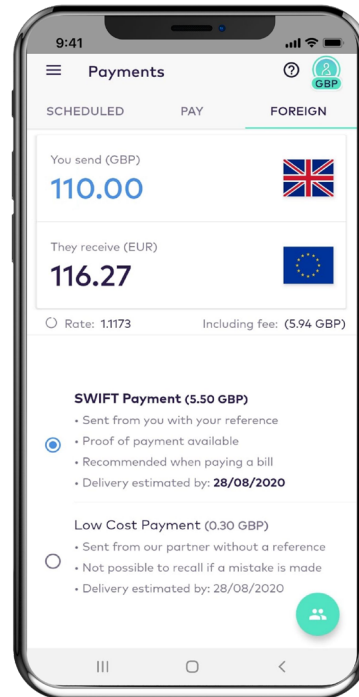 9:41
Payments
GBP
SCHEDULED PAY FOREIGN
You send (GBP)
110.00
They receive (EUR)
116.27
Rate: 1.1173 Including fee: (5.94 GBP)
SWIFT Payment (5.50 GBP)
• Sent from you with your reference
• Proof of payment available
• Recommended when paying a bill
• Delivery estimated by: 28/08/2020
Low Cost Payment (0.30 GBP)
• Sent from our partner without a reference
• Not possible to recall if a mistake is made
• Delivery estimated by: 28/08/2020